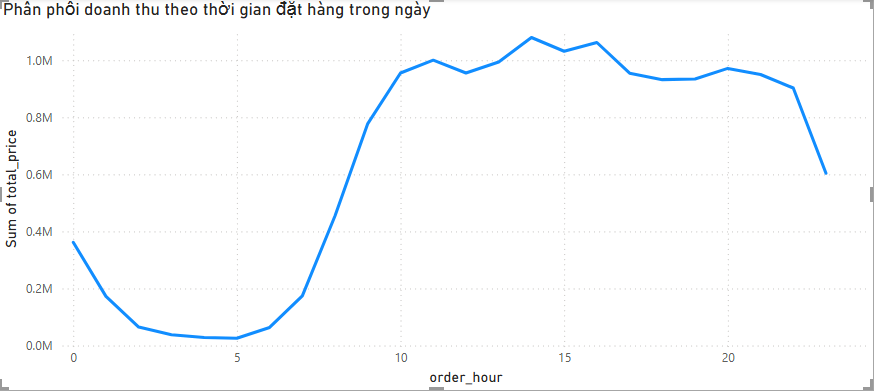 Phân phối doanh thu theo thời gian đặt hàng trong ngày
1.0M
0.8M
0.6M
0.4M
0.2M
0.0M
Sum of total_price
0 5 10 15 20
order_hour